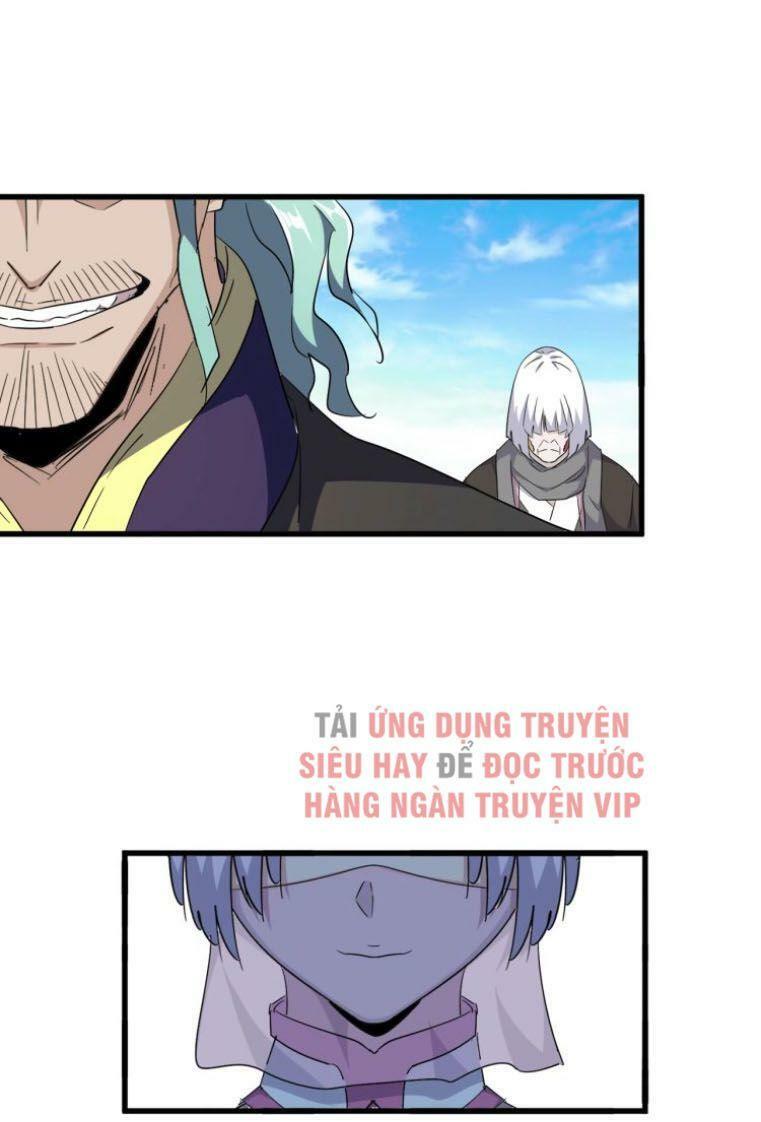 TẢI ỨNG DỤNG TRUYỆN
SIÊU HAY ĐỂ ĐỌC TRƯỚC
HÀNG NGÀN TRUYỆN VIP